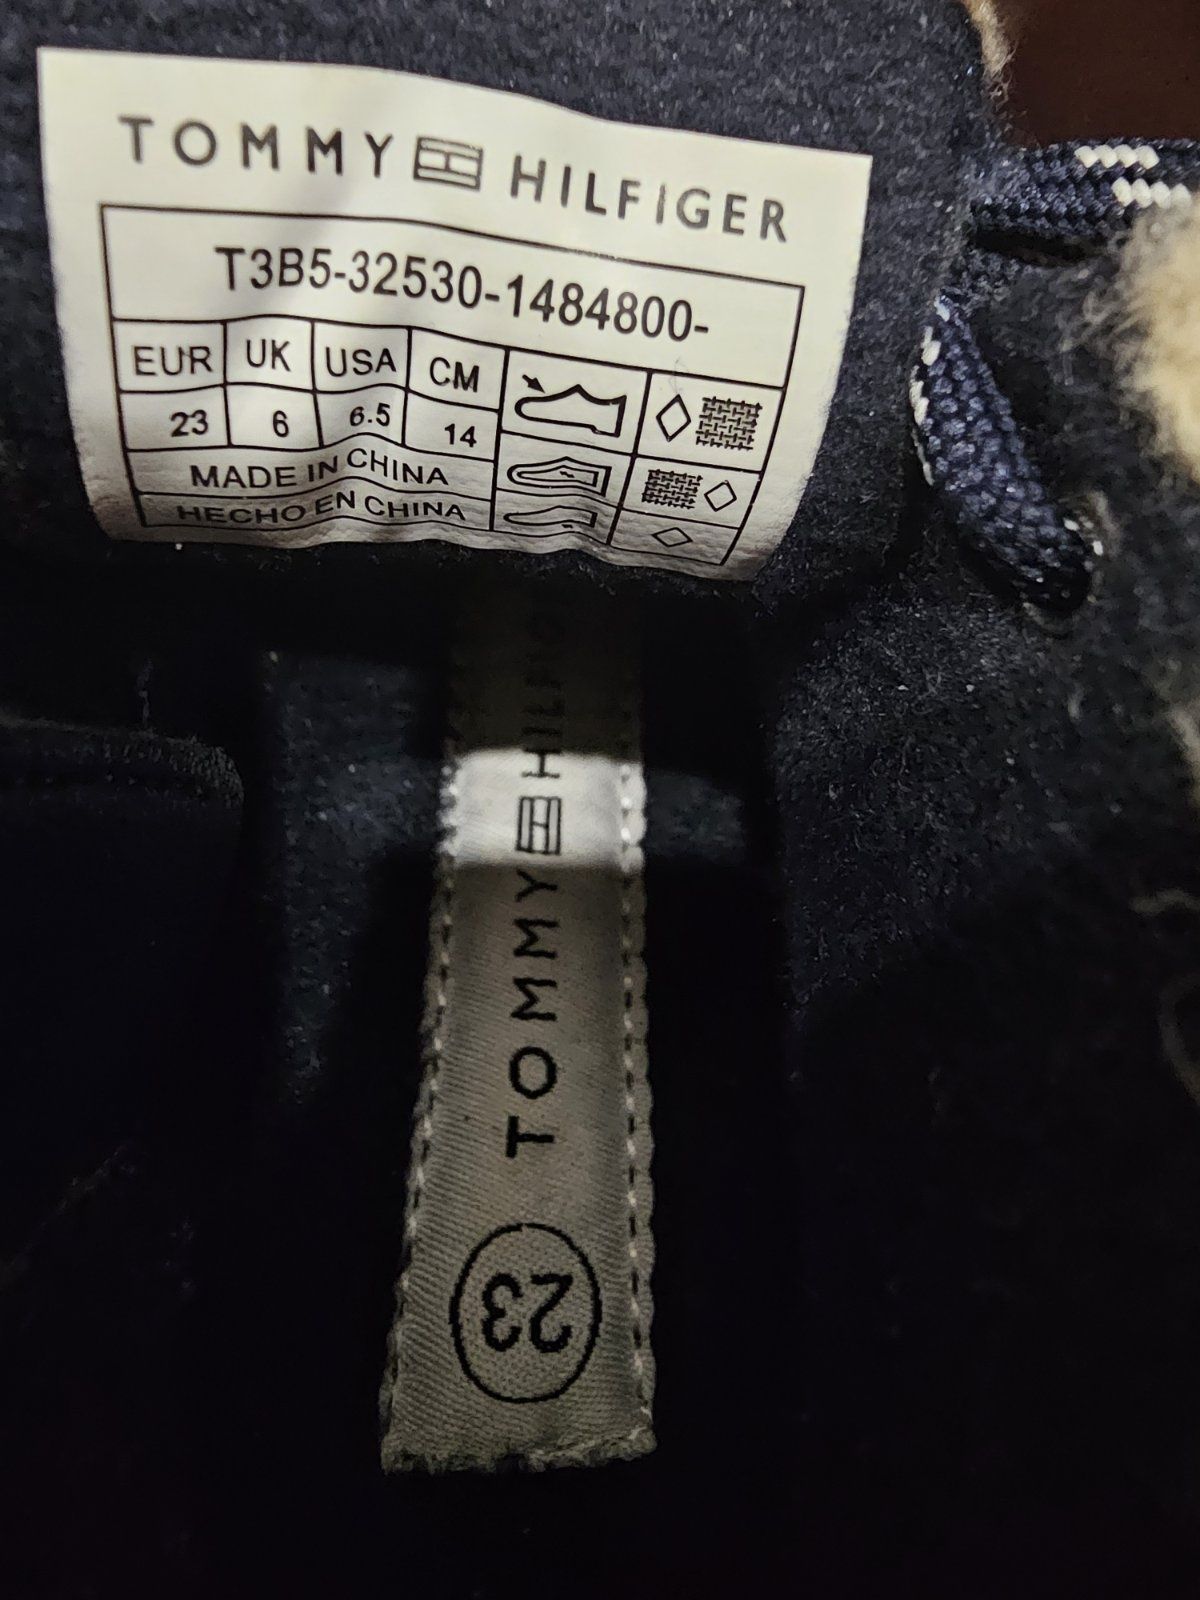 TOMMY HILFIGER
T3B5-32530-1484800-
EUR UK USA CM
23 6 6.5 14
MADE IN CHINA
HECHO EN CHINA
TOMMY HILFIG
23